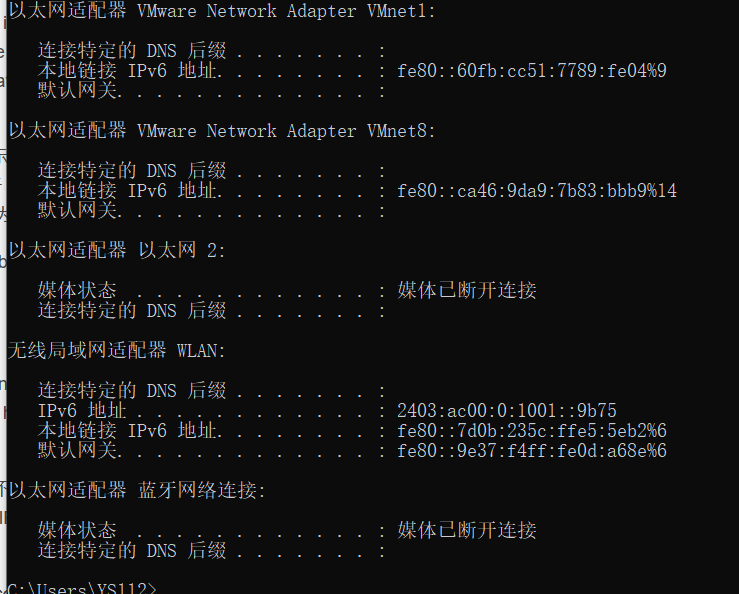 以太网适配器 VMware Network Adapter VMnet1:
连接特定的 DNS 后缀 . . . . . . . :
本地链接 IPv6 地址. . . . . . . . : fe80::60fb:cc51:7789:fe04%9
默认网关. . . . . . . . . . . . . :
以太网适配器 VMware Network Adapter VMnet8:
连接特定的 DNS 后缀 . . . . . . . :
本地链接 IPv6 地址. . . . . . . . : fe80::ca46:9da9:7b83:bbb9%14
默认网关. . . . . . . . . . . . . :
以太网适配器 以太网 2:
媒体状态 . . . . . . . . . . . . : 媒体已断开连接
连接特定的 DNS 后缀 . . . . . . . :
无线局域网适配器 WLAN:
连接特定的 DNS 后缀 . . . . . . . :
IPv6 地址 . . . . . . . . . . . . : 2403:ac00:0:1001::9b75
本地链接 IPv6 地址. . . . . . . . : fe80::7d0b:235c:ffe5:5eb2%6
默认网关. . . . . . . . . . . . . : fe80::9e37:f4ff:fe0d:a68e%6
以太网适配器 蓝牙网络连接:
媒体状态 . . . . . . . . . . . . : 媒体已断开连接
连接特定的 DNS 后缀 . . . . . . . :
C:\Users\YS112>